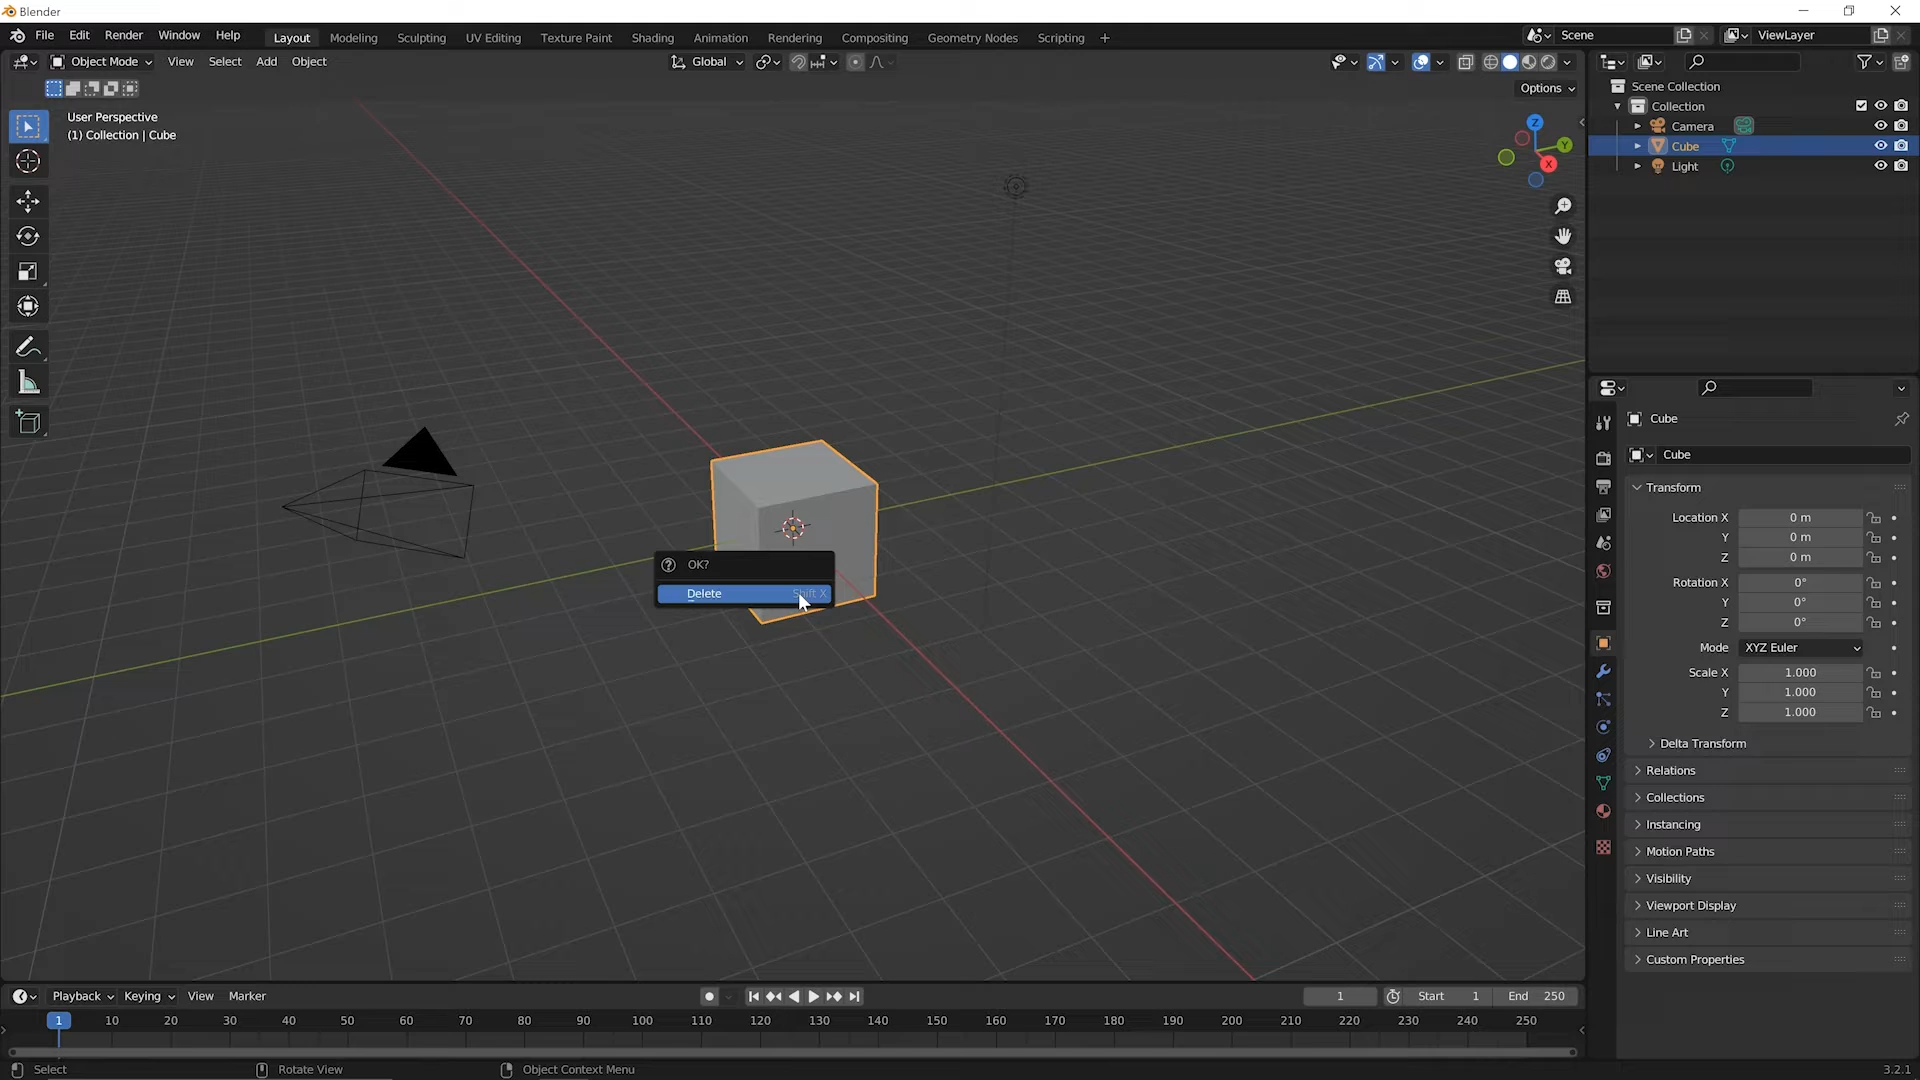 Blender
File Edit Render Window Help
Layout Modeling Sculpting UV Editing Texture Paint Shading Animation Rendering Compositing Geometry Nodes Scripting +
Scene
ViewLayer
Object Mode View Select Add Object
Global
Options
User Perspective
(1) Collection | Cube
Z
Y
X
Scene Collection
Collection
Camera
Cube
Light
OK?
Delete Shift X
Cube
Cube
Transform
Location X 0 m
Y 0 m
Z 0 m
Rotation X 0°
Y 0°
Z 0°
Mode XYZ Euler
Scale X 1.000
Y 1.000
Z 1.000
Delta Transform
Relations
Collections
Instancing
Motion Paths
Visibility
Viewport Display
Line Art
Custom Properties
Playback Keying View Marker
1 Start 1 End 250
1 10 20 30 40 50 60 70 80 90 100 110 120 130 140 150 160 170 180 190 200 210 220 230 240 250
Select Rotate View Object Context Menu 3.2.1